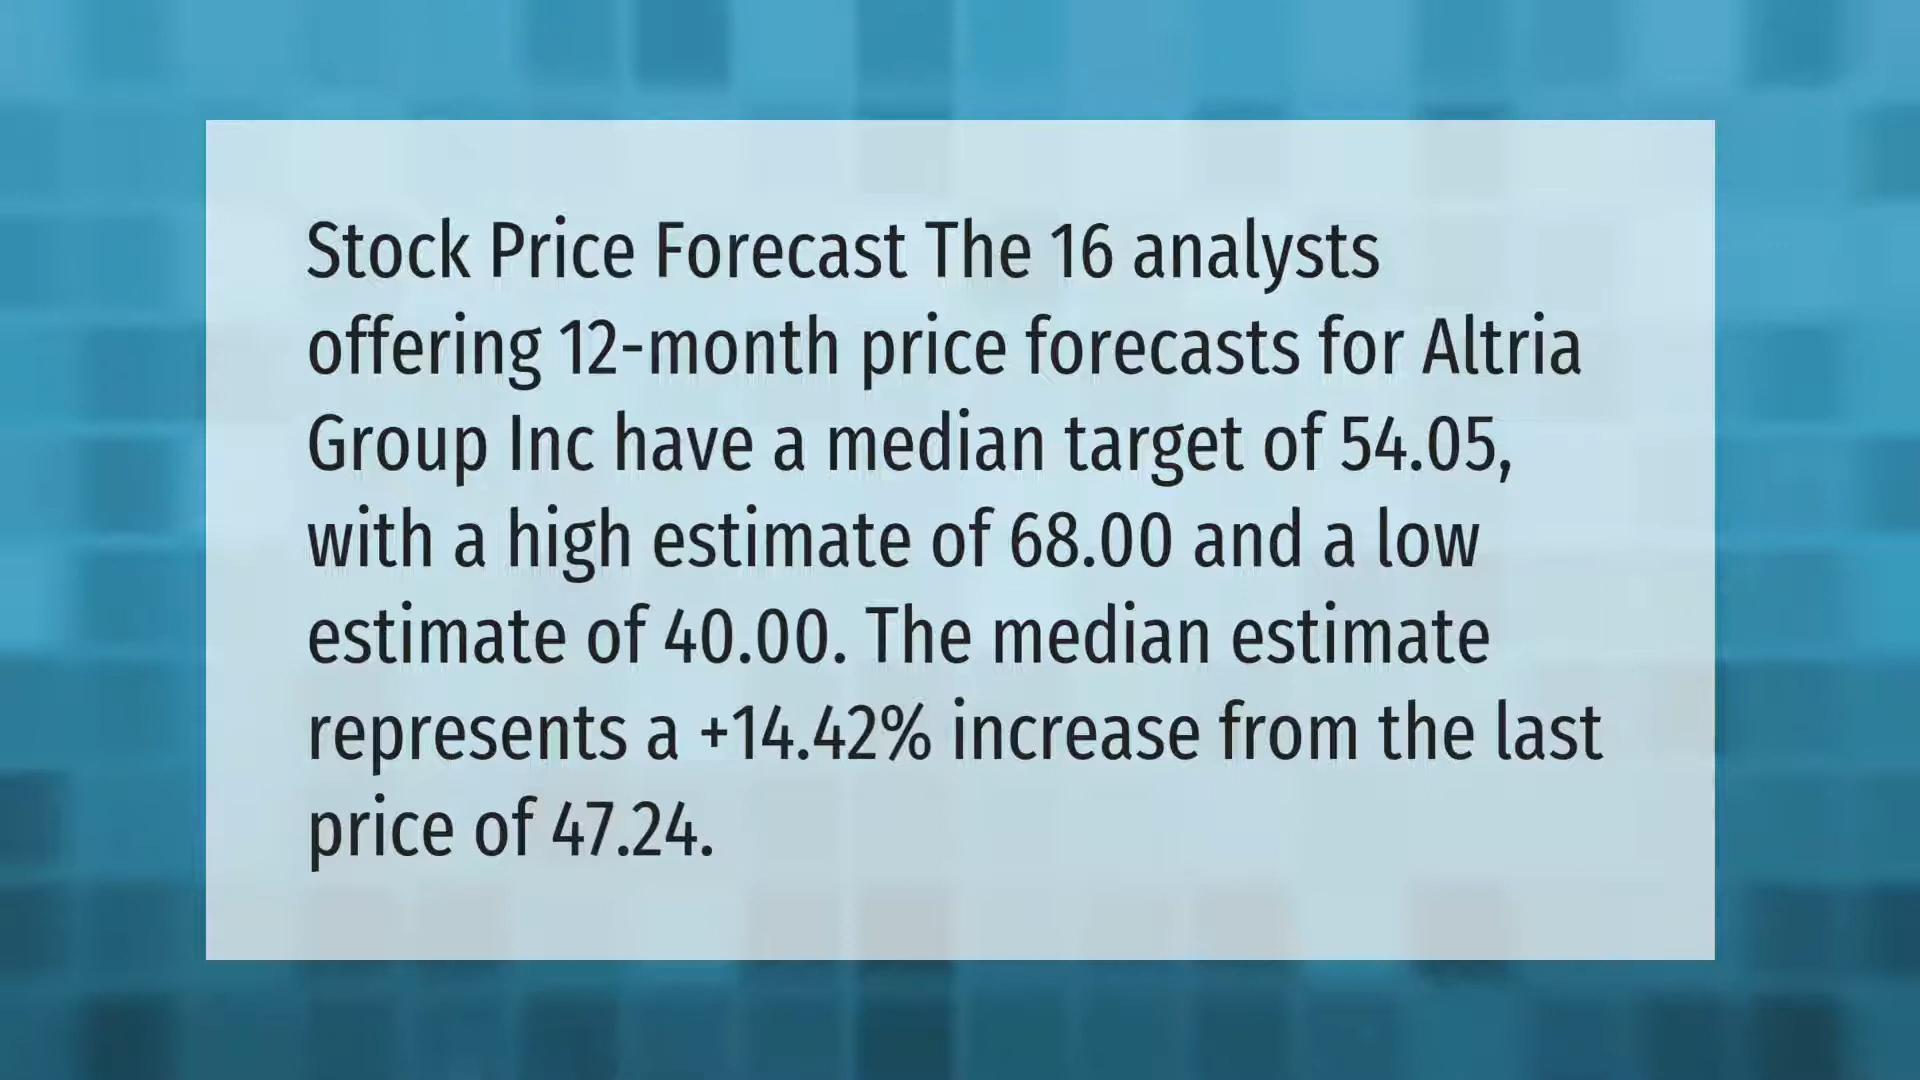 Stock Price Forecast The 16 analysts
offering 12-month price forecasts for Altria
Group Inc have a median target of 54.05,
with a high estimate of 68.00 and a low
estimate of 40.00. The median estimate
represents a +14.42% increase from the last
price of 47.24.